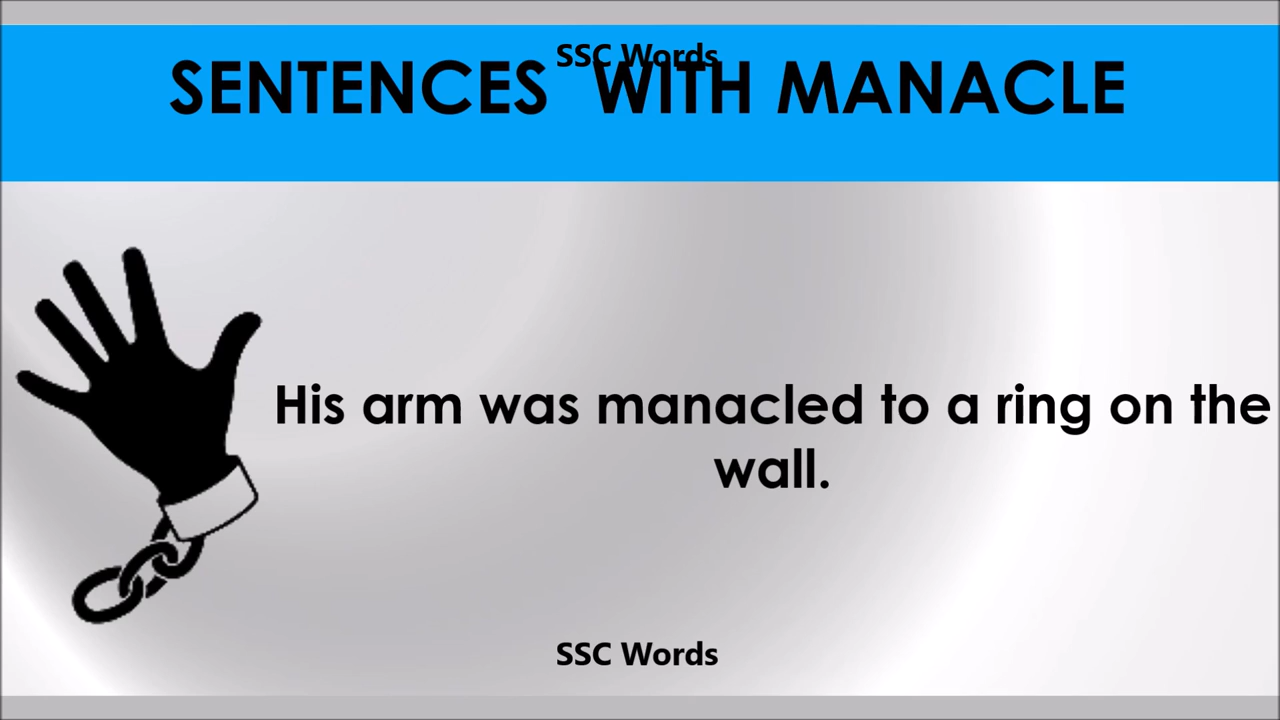 SSC Words
SENTENCES WITH MANACLE
His arm was manacled to a ring on the
wall.
SSC Words